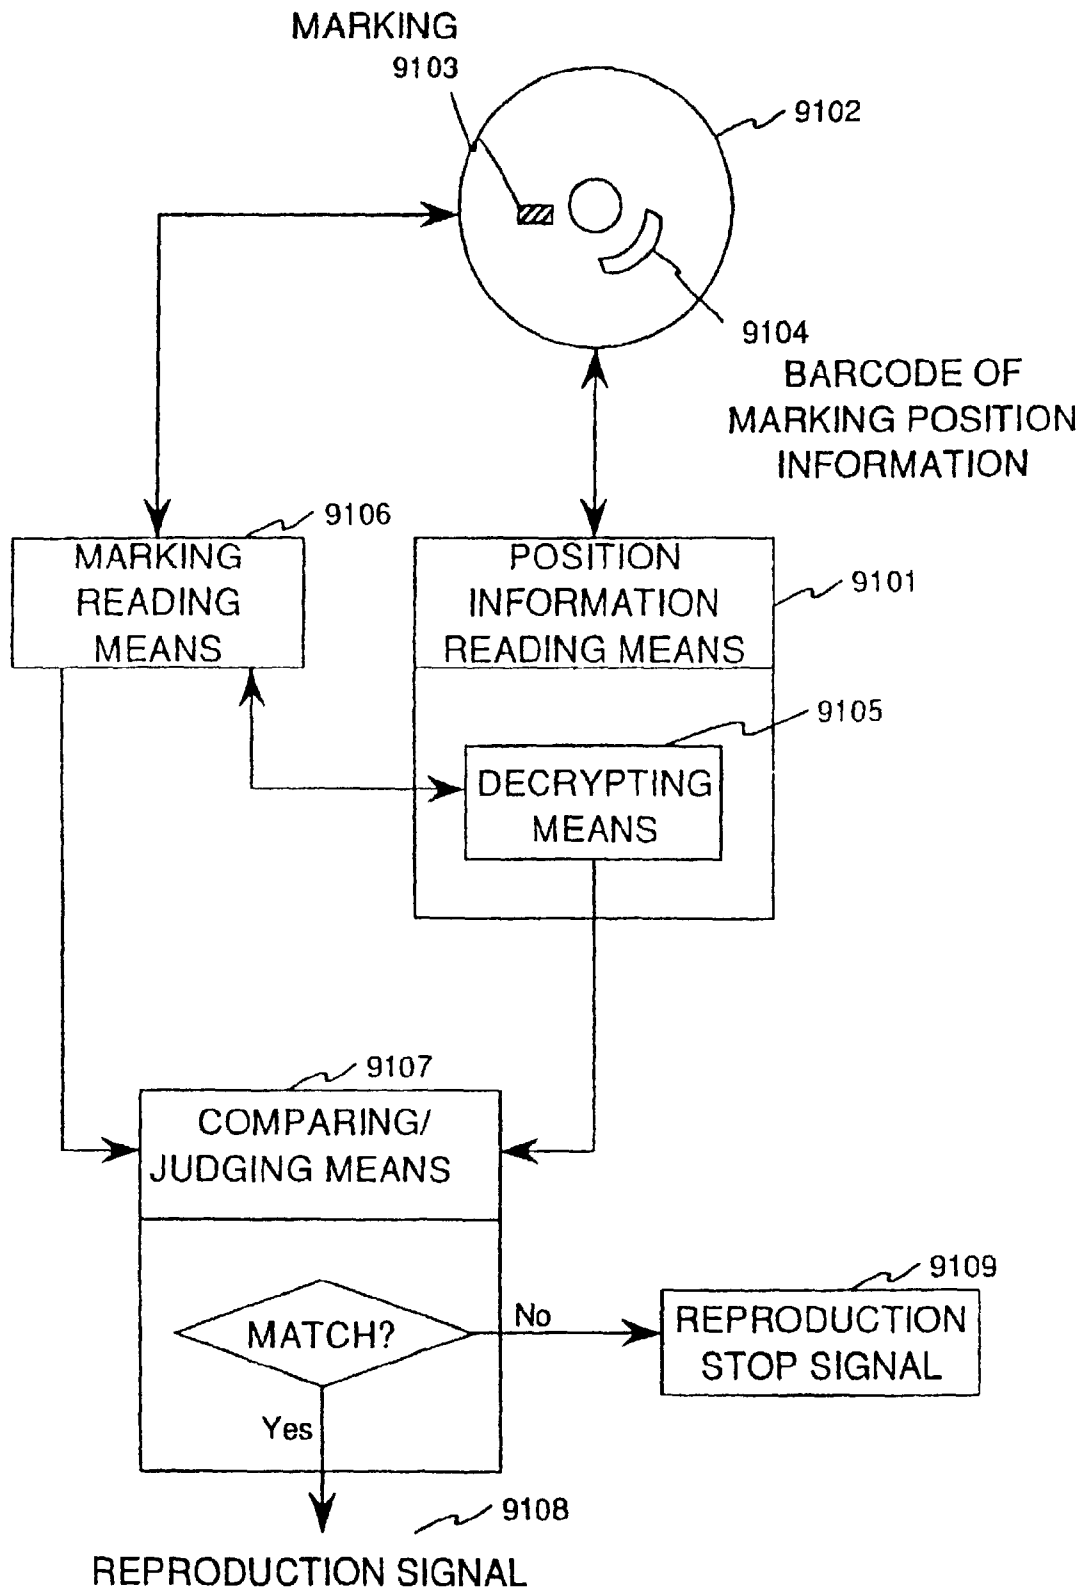 MARKING
9103
9102
9104
BARCODE OF
MARKING POSITION
INFORMATION
9106
MARKING
READING
MEANS
POSITION
INFORMATION
READING MEANS
9101
9105
DECRYPTING
MEANS
9107
COMPARING/
JUDGING MEANS
MATCH?
No
9109
REPRODUCTION
STOP SIGNAL
Yes
9108
REPRODUCTION SIGNAL